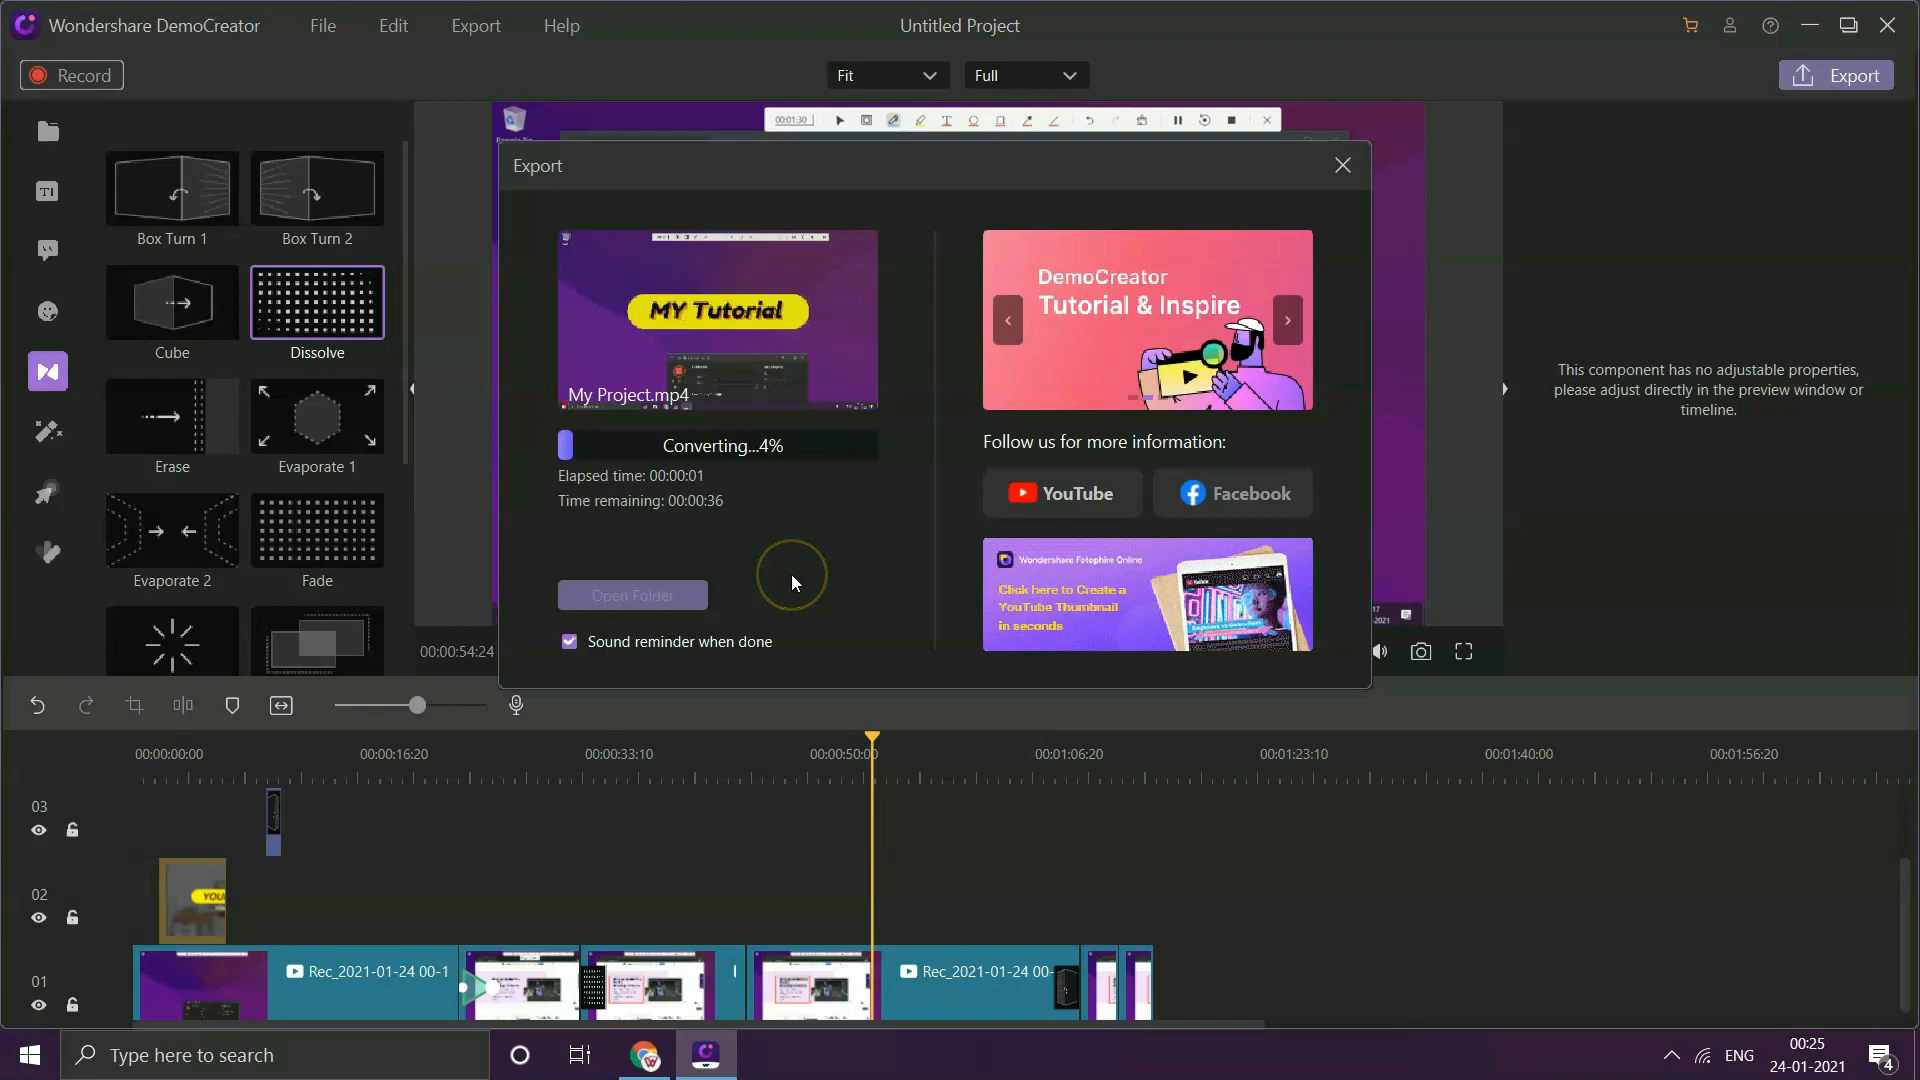 Wondershare DemoCreator File Edit Export Help Untitled Project
Record Fit Full Export
00:01:30
Export
Box Turn 1 Box Turn 2
Cube Dissolve
Erase Evaporate 1
Evaporate 2 Fade
MY Tutorial
My Project.mp4
Converting...4%
Elapsed time: 00:00:01
Time remaining: 00:00:36
Open Folder
Sound reminder when done
DemoCreator
Tutorial & Inspire
Follow us for more information:
YouTube Facebook
Wondershare Fotophire Online
Click here to Create a
YouTube Thumbnail
in seconds
This component has no adjustable properties,
please adjust directly in the preview window or
timeline.
00:00:54:24
00:00:00:00 00:00:16:20 00:00:33:10 00:00:50:00 00:01:06:20 00:01:23:10 00:01:40:00 00:01:56:20
03
02
YOU
01
Rec_2021-01-24 00-1 Rec_2021-01-24 00-
Type here to search
ENG
00:25
24-01-2021
4